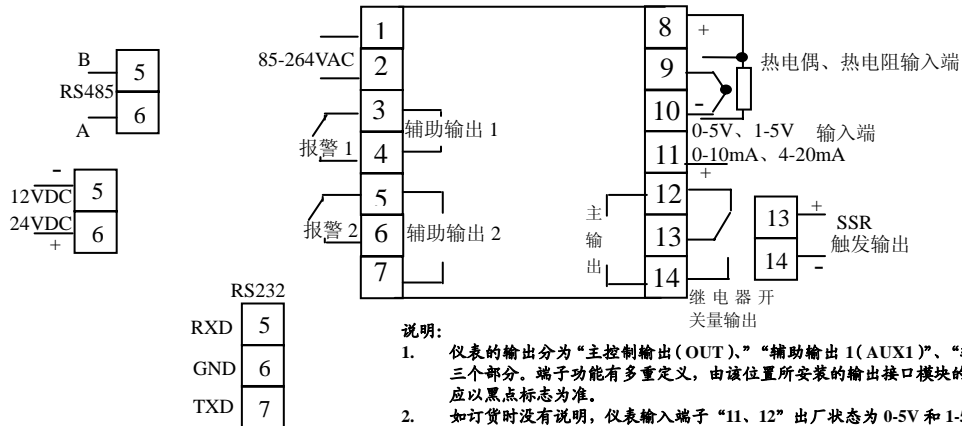 1
85-264VAC
2
3
辅助输出 1
报警 1
4
5
报警 2
6
辅助输出 2
7
8
+
热电偶、热电阻输入端
9
10
-
0-5V、1-5V 输入端
11
0-10mA、4-20mA
+
12
主
输
出
13
14
继电器开
关量输出
13
+
SSR
触发输出
14
-
B
5
RS485
A
6
-
12VDC
5
24VDC
6
+
RS232
RXD
5
GND
6
TXD
7
说明:
1. 仪表的输出分为“主控制输出(OUT)、” “辅助输出 1(AUX1)”、“
三个部分。端子功能有多重定义,由该位置所安装的输出接口模块的
应以黑点标志为准。
2. 如订货时没有说明,仪表输入端子“11、12”出厂状态为 0-5V 和